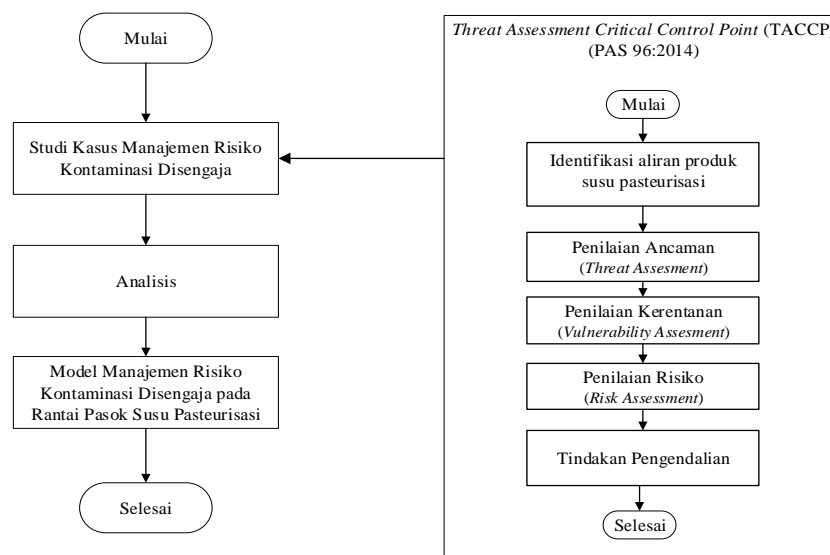 Mulai
Studi Kasus Manajemen Risiko
Kontaminasi Disengaja
Analisis
Model Manajemen Risiko
Kontaminasi Disengaja pada
Rantai Pasok Susu Pasteurisasi
Selesai
Threat Assessment Critical Control Point (TACCP)
(PAS 96:2014)
Mulai
Identifikasi aliran produk
susu pasteurisasi
Penilaian Ancaman
(Threat Assesment)
Penilaian Kerentanan
(Vulnerability Assesment)
Penilaian Risiko
(Risk Assessment)
Tindakan Pengendalian
Selesai